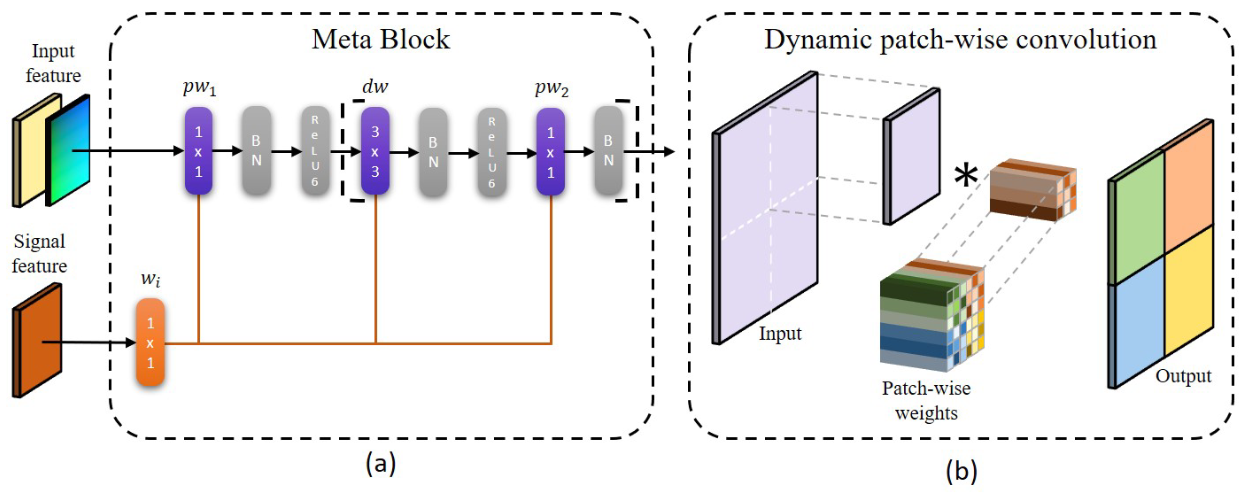 Meta Block
Input
feature
pw₁
dw
pw₂
1
x
1
B
N
R
e
L
U
6
3
x
3
B
N
R
e
L
U
6
1
x
1
B
N
Signal
feature
wᵢ
1
x
1
(a)
Dynamic patch-wise convolution
*
Input
Patch-wise
weights
Output
(b)